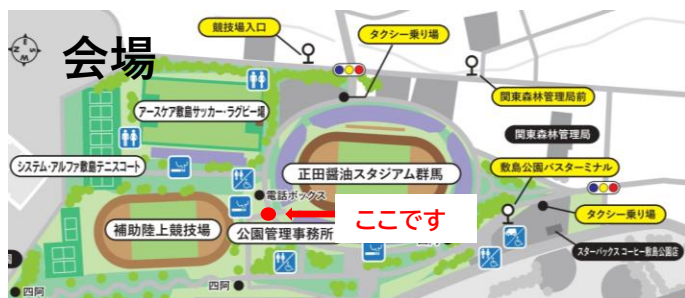 会場
競技場入口
タクシー乗り場
アースケア敷島サッカー・ラグビー場
関東森林管理局前
関東森林管理局
システム・アルファ敷島テニスコート
正田醤油スタジアム群馬
敷島公園バスターミナル
電話ボックス
ここです
補助陸上競技場
公園管理事務所
タクシー乗り場
スターバックス コーヒー敷島公園店
四阿
四阿